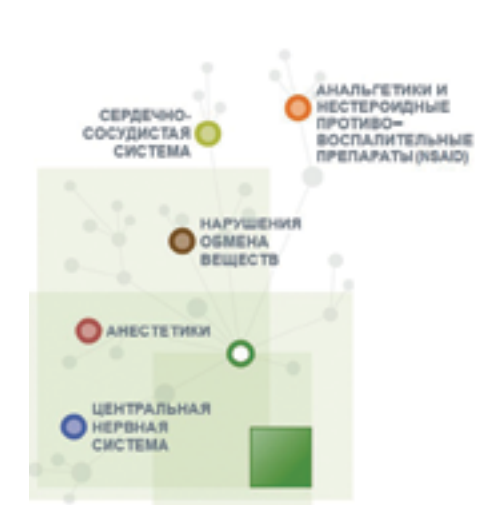 АНАЛЬГЕТИКИ И
НЕСТЕРОИДНЫЕ
ПРОТИВО–
ВОСПАЛИТЕЛЬНЫЕ
ПРЕПАРАТЫ (NSAID)
СЕРДЕЧНО-
СОСУДИСТАЯ
СИСТЕМА
НАРУШЕНИЯ
ОБМЕНА
ВЕЩЕСТВ
АНЕСТЕТИКИ
ЦЕНТРАЛЬНАЯ
НЕРВНАЯ
СИСТЕМА